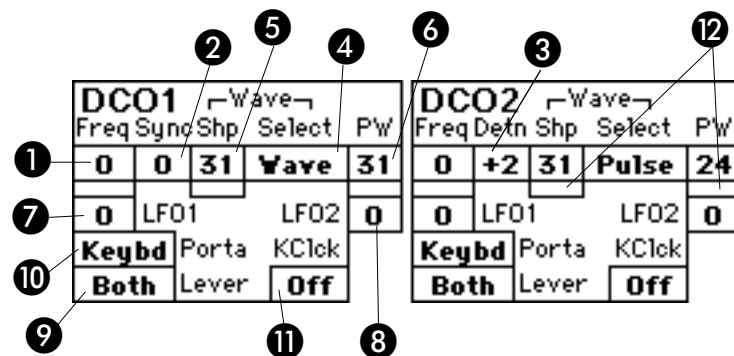 2 5 4 6 3 12
DCO1 Wave DCO2 Wave
Freq Sync Shp Select PW Freq Detn Shp Select PW
1 0 0 31 Wave 31 0 +2 31 Pulse 24
7 0 LFO1 LFO2 0 0 LFO1 LFO2 0
10 Keybd Porta KClck Keybd Porta KClck
Both Lever Off Both Lever Off
9 11 8